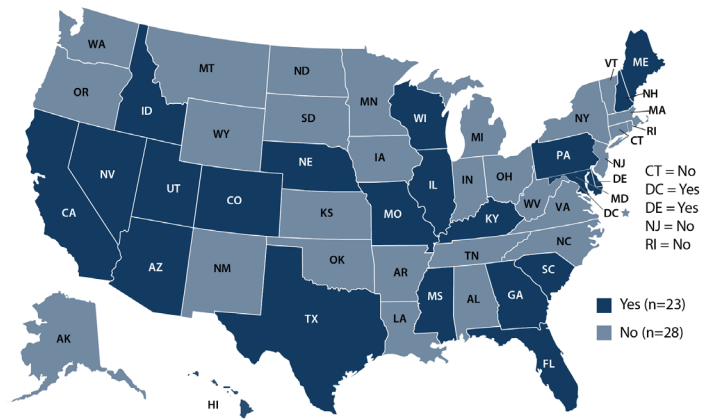 WA
MT
ND
MN
VT
ME
OR
ID
SD
WI
MI
NY
NH
MA
RI
CT
WY
NV
UT
CO
NE
IA
IL
IN
OH
PA
NJ
DE
MD
DC
CA
AZ
NM
KS
MO
KY
WV
VA
OK
AR
TN
NC
SC
TX
LA
MS
AL
GA
FL
AK
HI
CT = No
DC = Yes
DE = Yes
NJ = No
RI = No
Yes (n=23)
No (n=28)